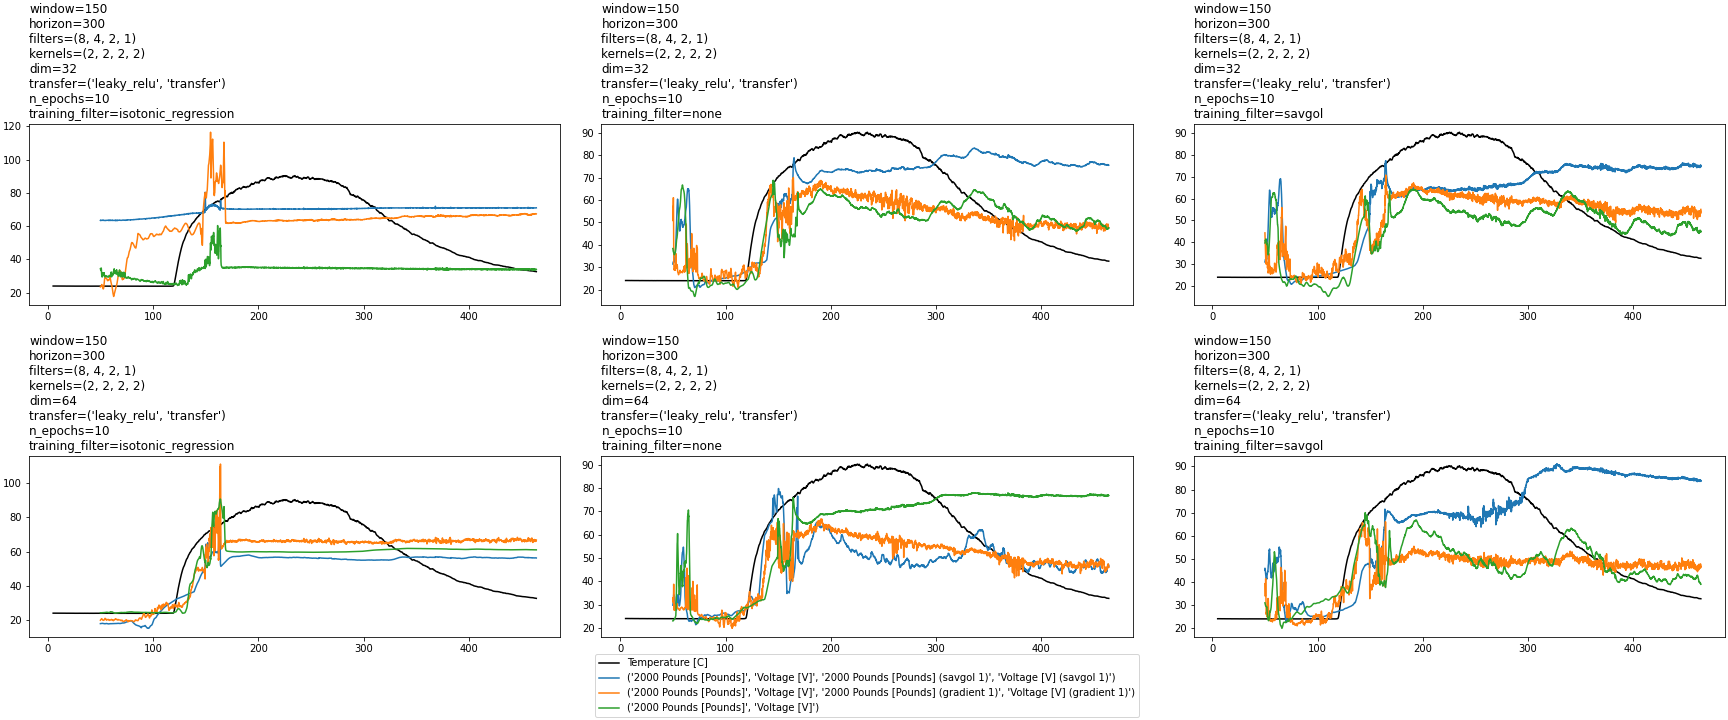 window=150
horizon=300
filters=(8, 4, 2, 1)
kernels=(2, 2, 2, 2)
dim=32
transfer=('leaky_relu', 'transfer')
n_epochs=10
training_filter=isotonic_regression
120
100
80
60
40
20
0 100 200 300 400
window=150
horizon=300
filters=(8, 4, 2, 1)
kernels=(2, 2, 2, 2)
dim=32
transfer=('leaky_relu', 'transfer')
n_epochs=10
training_filter=none
90
80
70
60
50
40
30
20
0 100 200 300 400
window=150
horizon=300
filters=(8, 4, 2, 1)
kernels=(2, 2, 2, 2)
dim=32
transfer=('leaky_relu', 'transfer')
n_epochs=10
training_filter=savgol
90
80
70
60
50
40
30
20
0 100 200 300 400
window=150
horizon=300
filters=(8, 4, 2, 1)
kernels=(2, 2, 2, 2)
dim=64
transfer=('leaky_relu', 'transfer')
n_epochs=10
training_filter=isotonic_regression
100
80
60
40
20
0 100 200 300 400
window=150
horizon=300
filters=(8, 4, 2, 1)
kernels=(2, 2, 2, 2)
dim=64
transfer=('leaky_relu', 'transfer')
n_epochs=10
training_filter=none
90
80
70
60
50
40
30
20
0 100 200 300 400
window=150
horizon=300
filters=(8, 4, 2, 1)
kernels=(2, 2, 2, 2)
dim=64
transfer=('leaky_relu', 'transfer')
n_epochs=10
training_filter=savgol
90
80
70
60
50
40
30
20
0 100 200 300 400
Temperature [C]
('2000 Pounds [Pounds]', 'Voltage [V]', '2000 Pounds [Pounds] (savgol 1)', 'Voltage [V] (savgol 1)')
('2000 Pounds [Pounds]', 'Voltage [V]', '2000 Pounds [Pounds] (gradient 1)', 'Voltage [V] (gradient 1)')
('2000 Pounds [Pounds]', 'Voltage [V]')